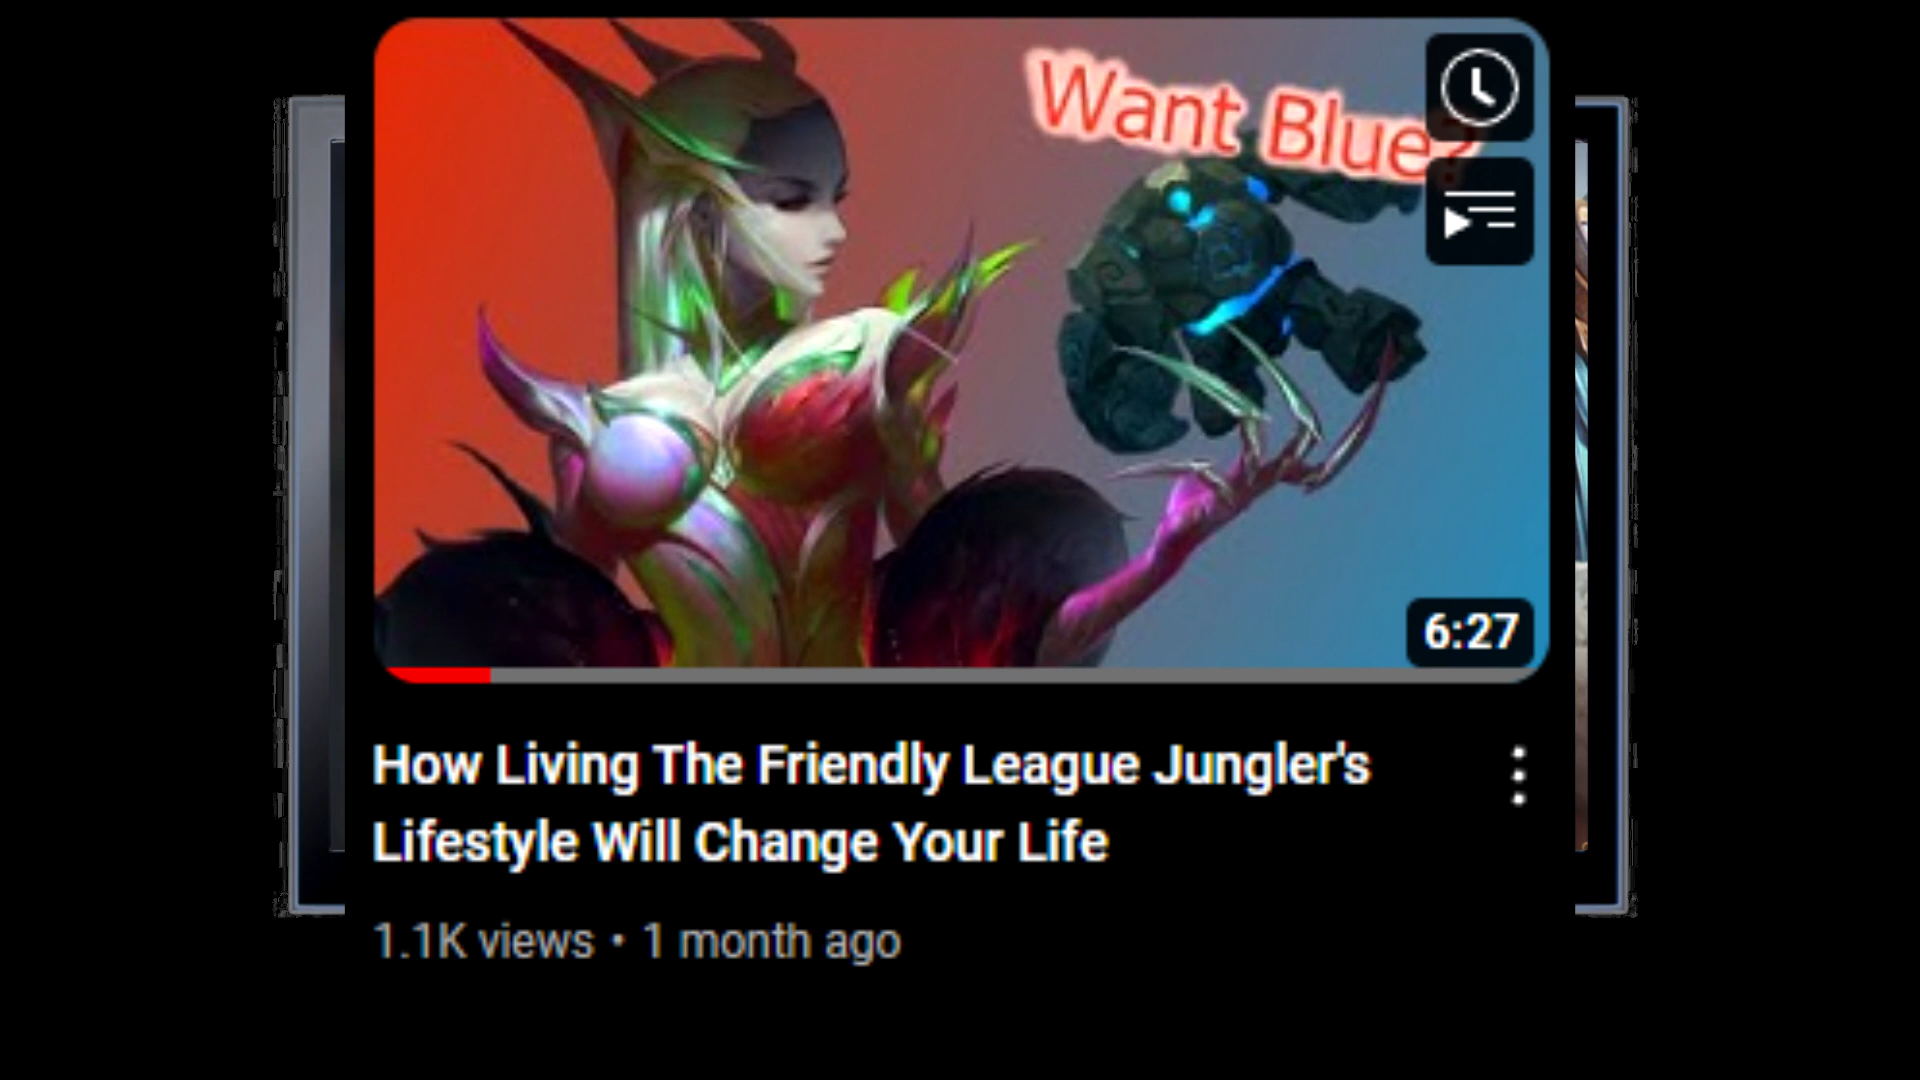 Want Blue?
6:27
How Living The Friendly League Jungler's
Lifestyle Will Change Your Life
1.1K views • 1 month ago